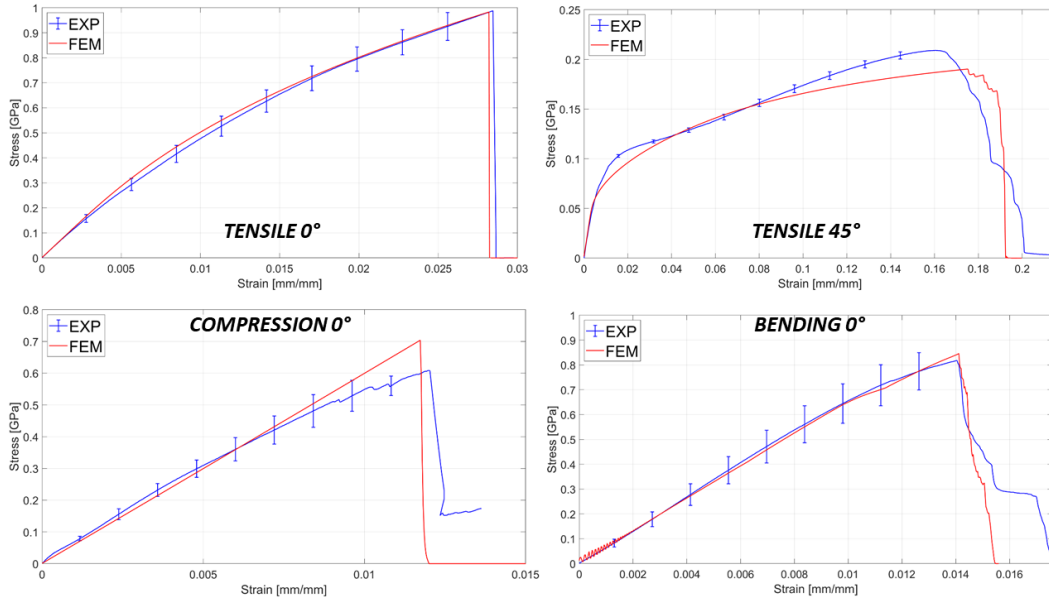 1
0.9
0.8
0.7
0.6
0.5
0.4
0.3
0.2
0.1
0
Stress [GPa]
EXP
FEM
TENSILE 0°
0 0.005 0.01 0.015 0.02 0.025 0.03
Strain [mm/mm]
0.25
0.2
0.15
0.1
0.05
0
Stress [GPa]
EXP
FEM
TENSILE 45°
0 0.02 0.04 0.06 0.08 0.1 0.12 0.14 0.16 0.18 0.2
Strain [mm/mm]
0.8
0.7
0.6
0.5
0.4
0.3
0.2
0.1
0
Stress [GPa]
COMPRESSION 0°
EXP
FEM
0 0.005 0.01 0.015
Strain [mm/mm]
1
0.9
0.8
0.7
0.6
0.5
0.4
0.3
0.2
0.1
0
Stress [GPa]
BENDING 0°
EXP
FEM
0 0.002 0.004 0.006 0.008 0.01 0.012 0.014 0.016
Strain [mm/mm]